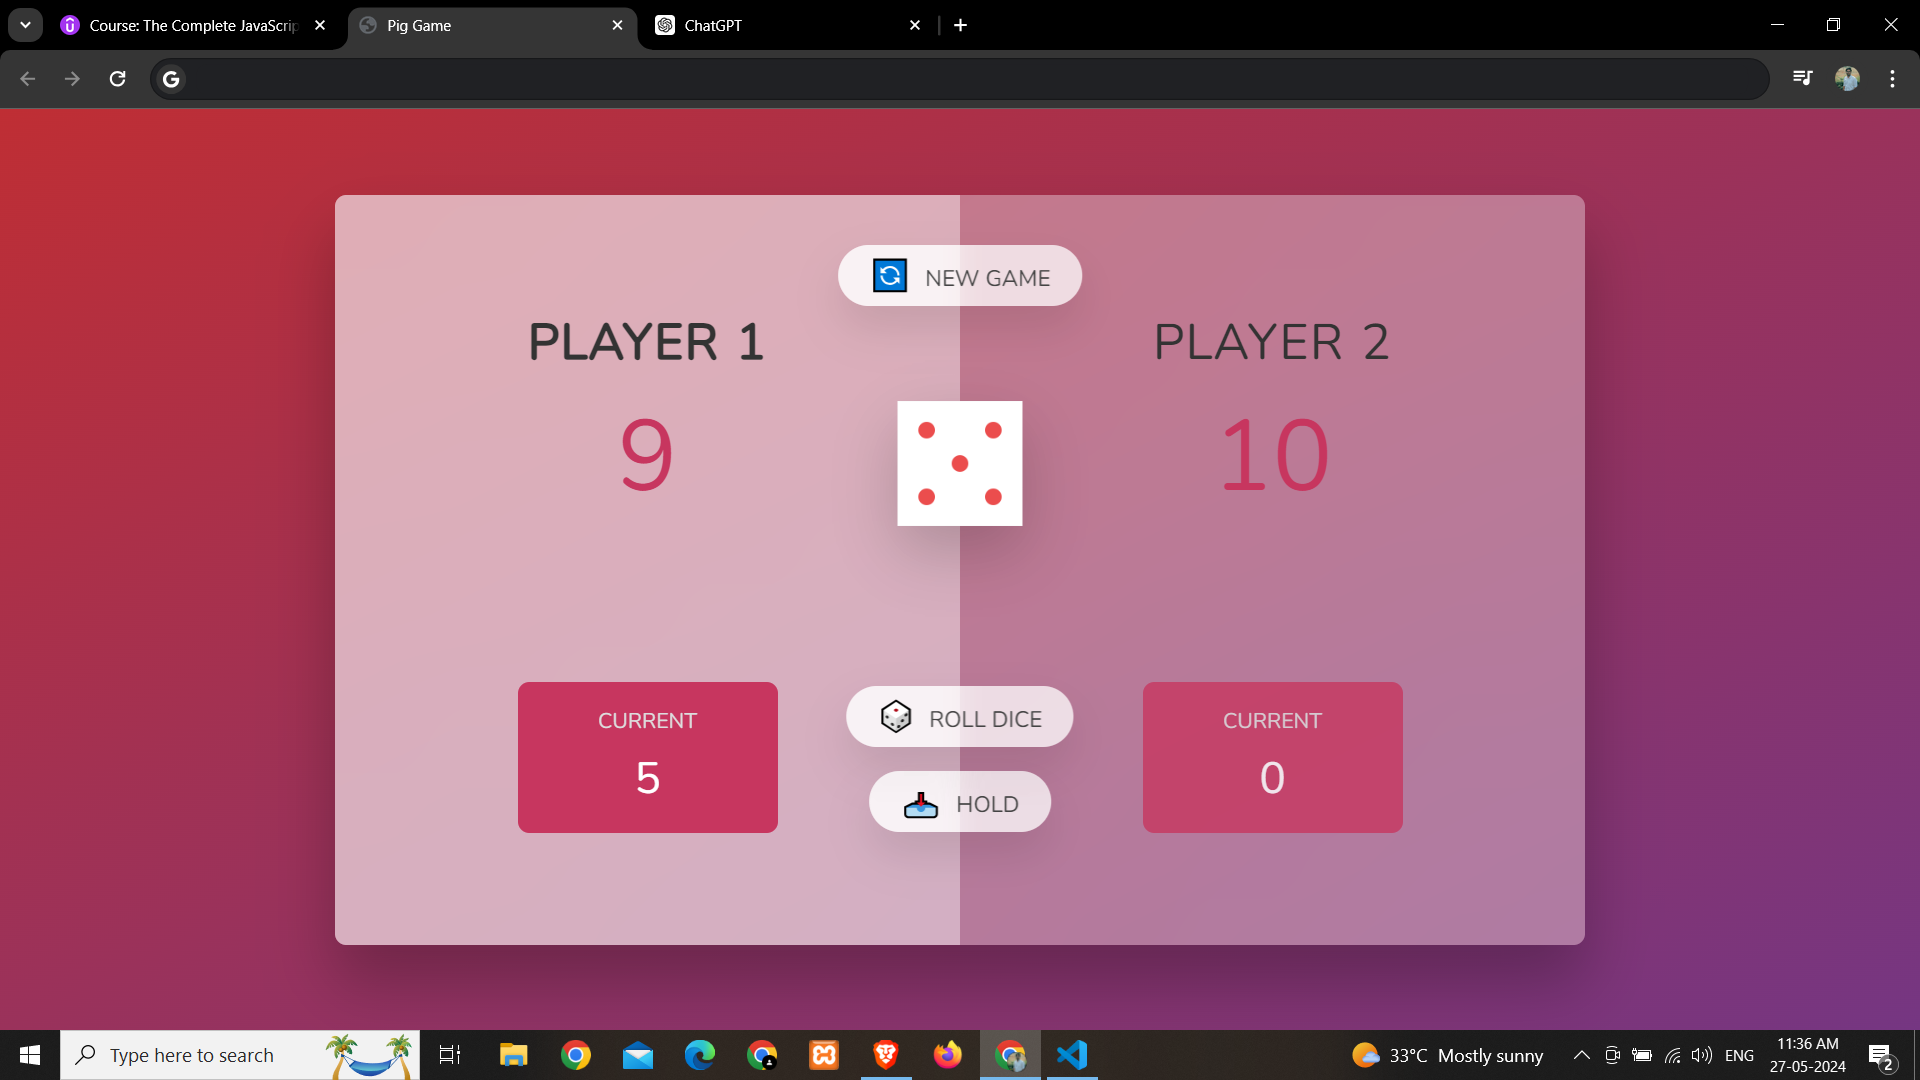 Course: The Complete JavaScrip
Pig Game
ChatGPT
NEW GAME
PLAYER 1
PLAYER 2
9
10
CURRENT
5
ROLL DICE
HOLD
CURRENT
0
Type here to search
33°C Mostly sunny
ENG
11:36 AM
27-05-2024
2